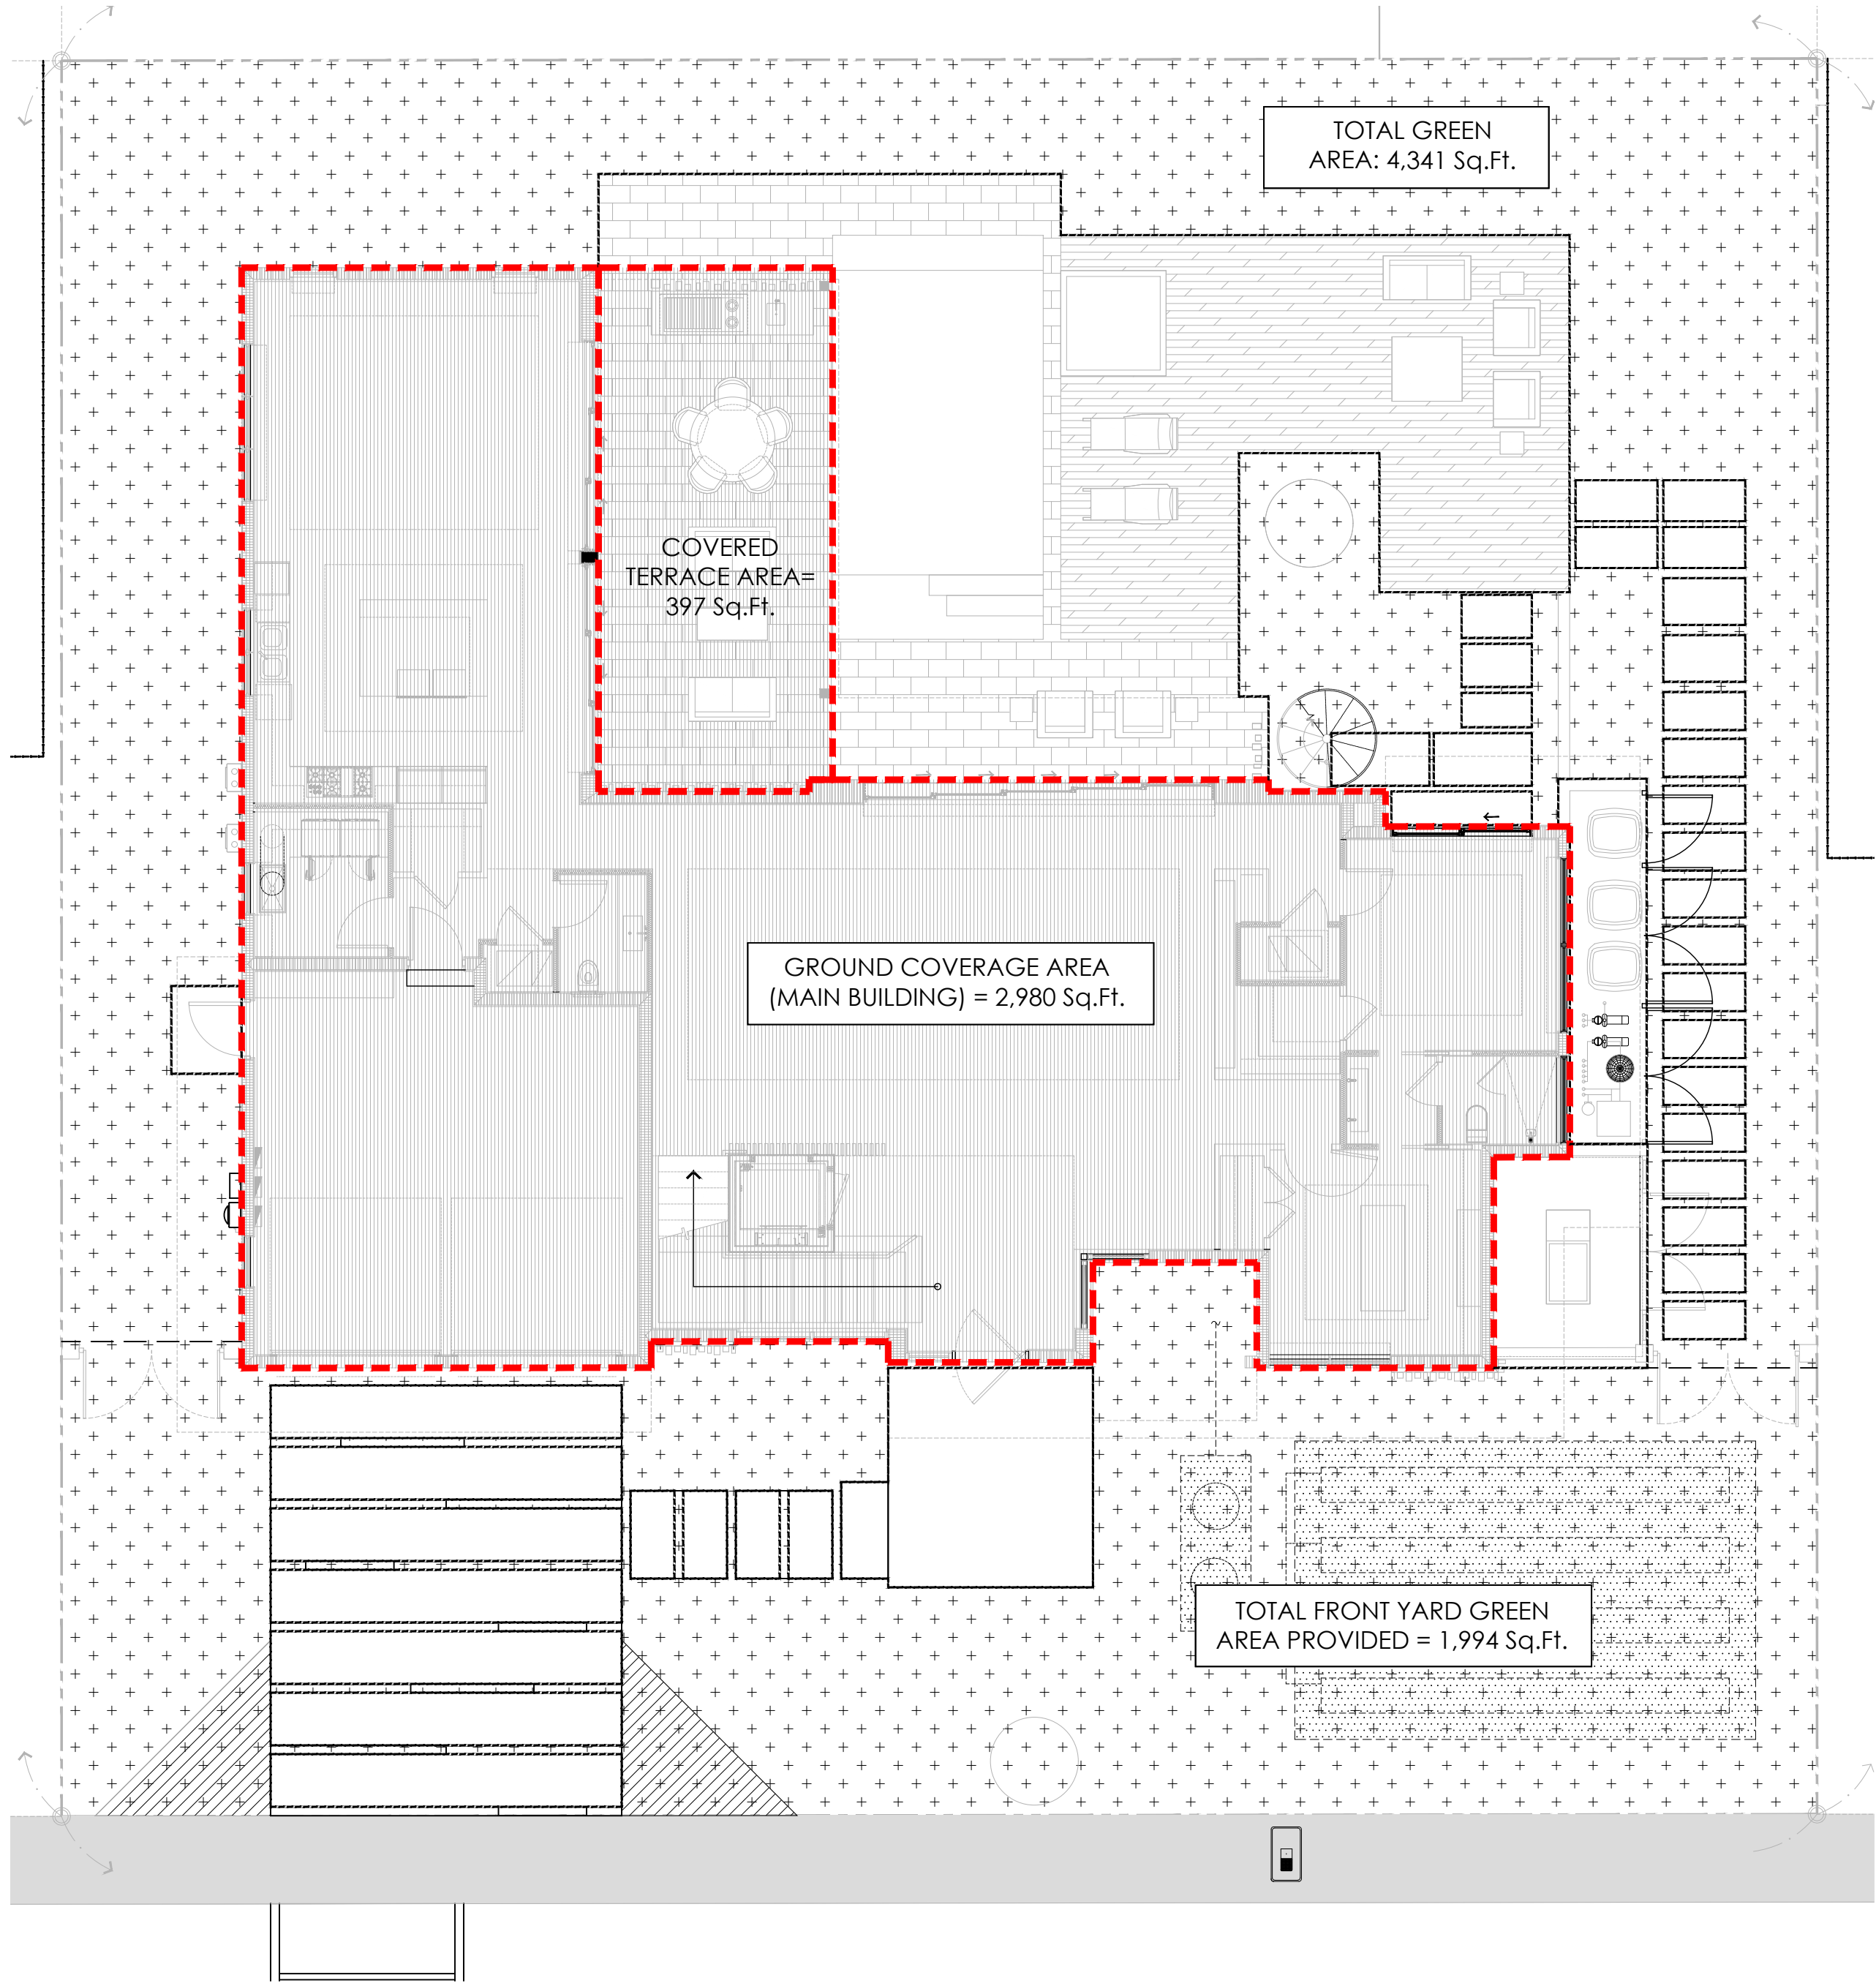 TOTAL GREEN
AREA: 4,341 Sq.Ft.
COVERED
TERRACE AREA=
397 Sq.Ft.
GROUND COVERAGE AREA
(MAIN BUILDING) = 2,980 Sq.Ft.
TOTAL FRONT YARD GREEN
AREA PROVIDED = 1,994 Sq.Ft.